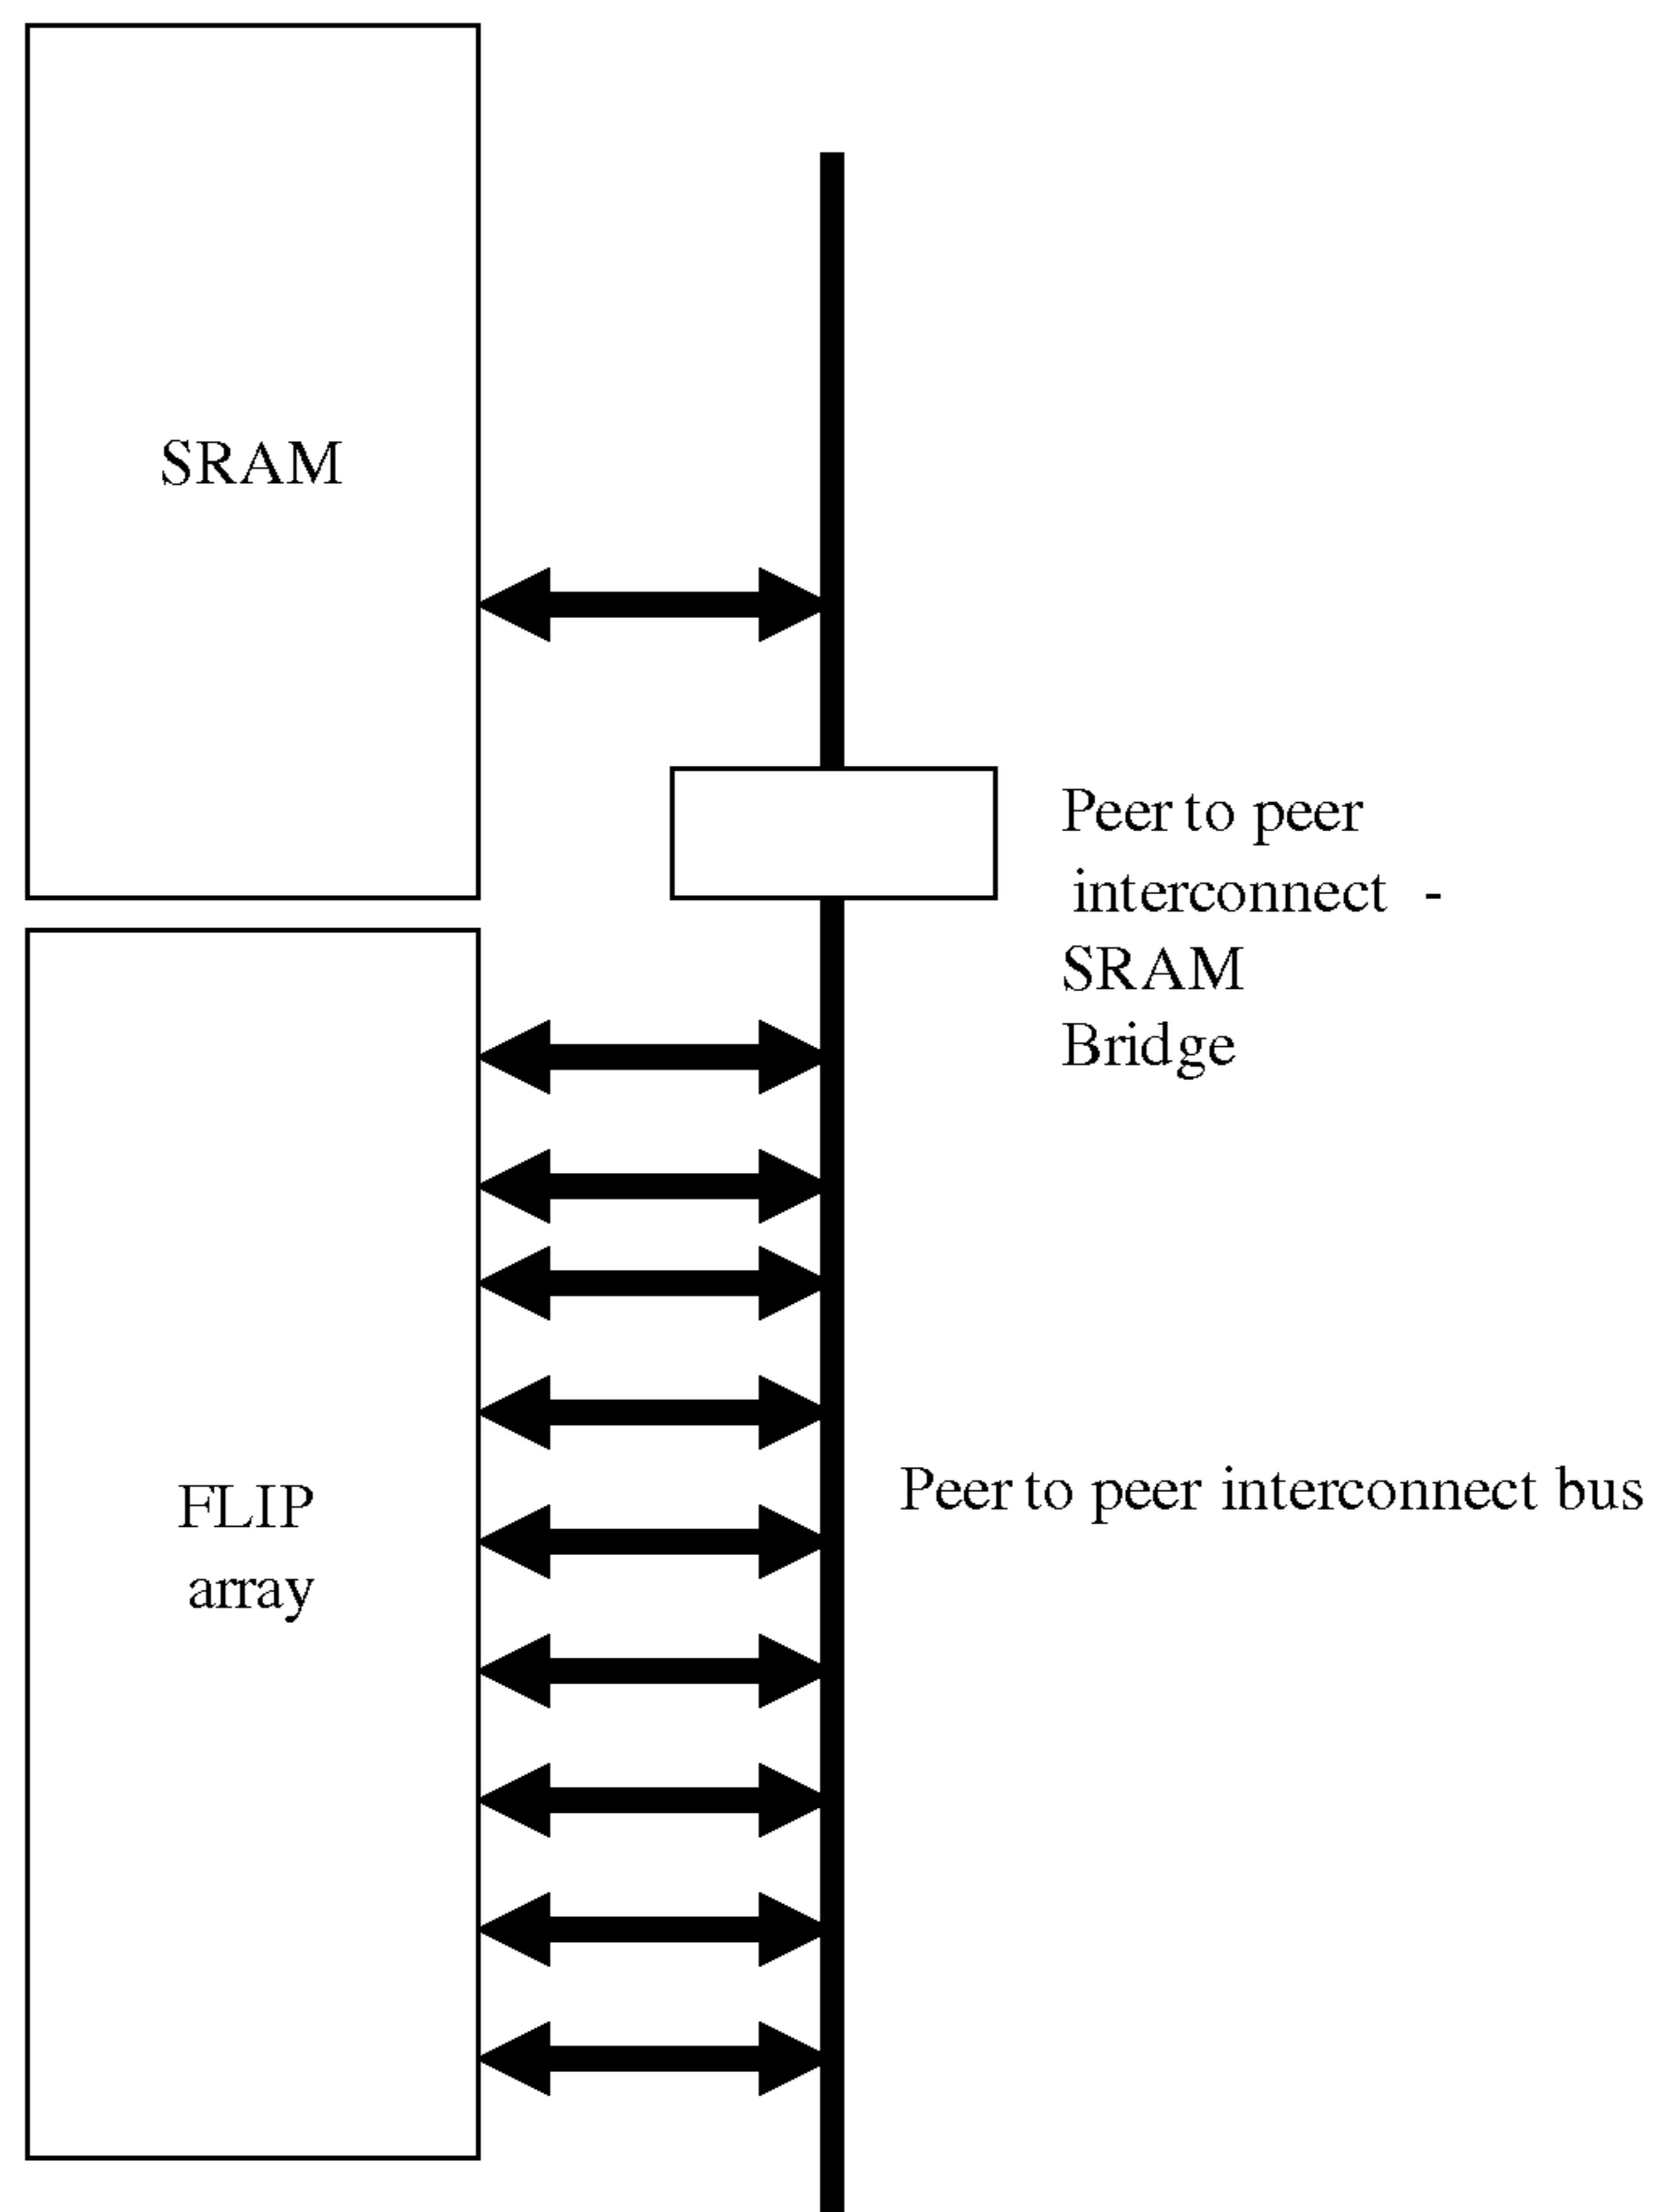 SRAM
Peer to peer
interconnect -
SRAM
Bridge
Peer to peer interconnect bus
FLIP
array